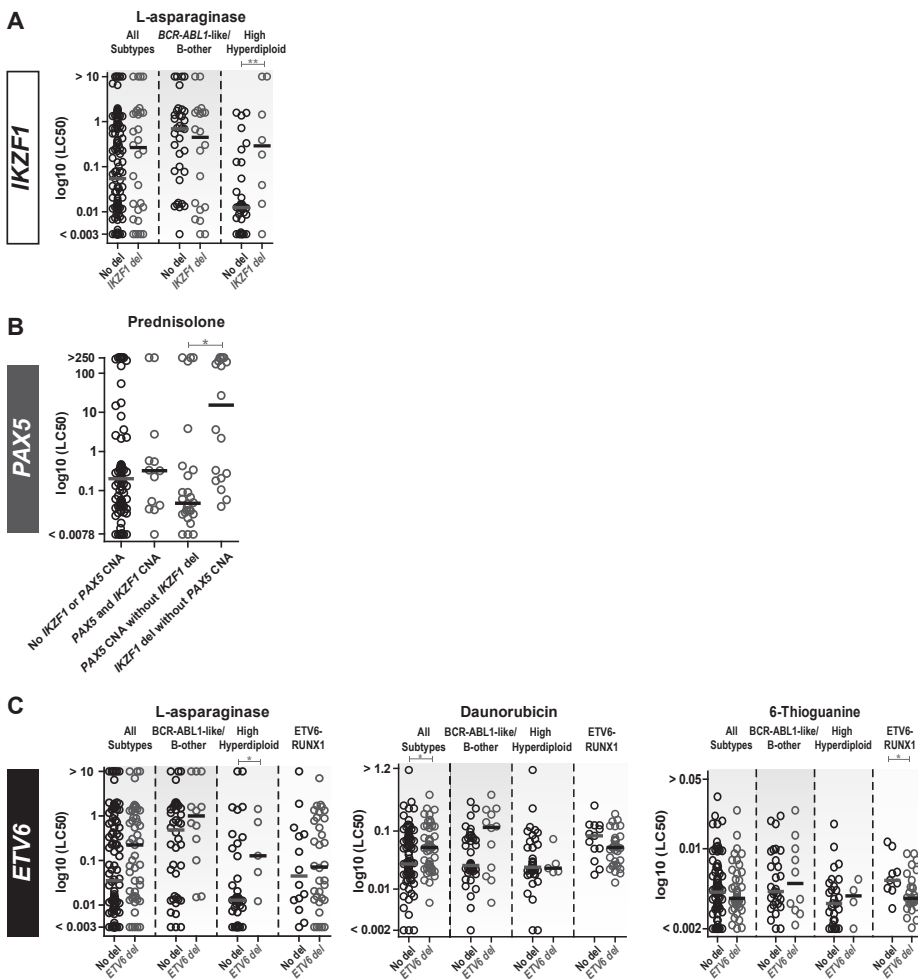 A
L-asparaginase
All Subtypes
BCR-ABL1-like/ B-other
High Hyperdiploid
**
IKZF1
log10 (LC50)
> 10
1
0.1
0.01
< 0.003
No del
IKZF1 del
No del
IKZF1 del
No del
IKZF1 del
B
Prednisolone
*
PAX5
log10 (LC50)
>250
100
10
1
0.1
< 0.0078
No IKZF1 or PAX5 CNA
PAX5 and IKZF1 CNA
PAX5 CNA without IKZF1 del
IKZF1 del without PAX5 CNA
C
ETV6
L-asparaginase
All Subtypes
BCR-ABL1-like/ B-other
High Hyperdiploid
ETV6- RUNX1
*
log10 (LC50)
> 10
1
0.1
0.01
< 0.003
No del
ETV6 del
No del
ETV6 del
No del
ETV6 del
No del
ETV6 del
Daunorubicin
All Subtypes
BCR-ABL1-like/ B-other
High Hyperdiploid
ETV6- RUNX1
*
log10 (LC50)
> 1.2
0.1
0.01
< 0.002
No del
ETV6 del
No del
ETV6 del
No del
ETV6 del
No del
ETV6 del
6-Thioguanine
All Subtypes
BCR-ABL1-like/ B-other
High Hyperdiploid
ETV6- RUNX1
*
log10 (LC50)
> 0.05
0.01
< 0.002
No del
ETV6 del
No del
ETV6 del
No del
ETV6 del
No del
ETV6 del